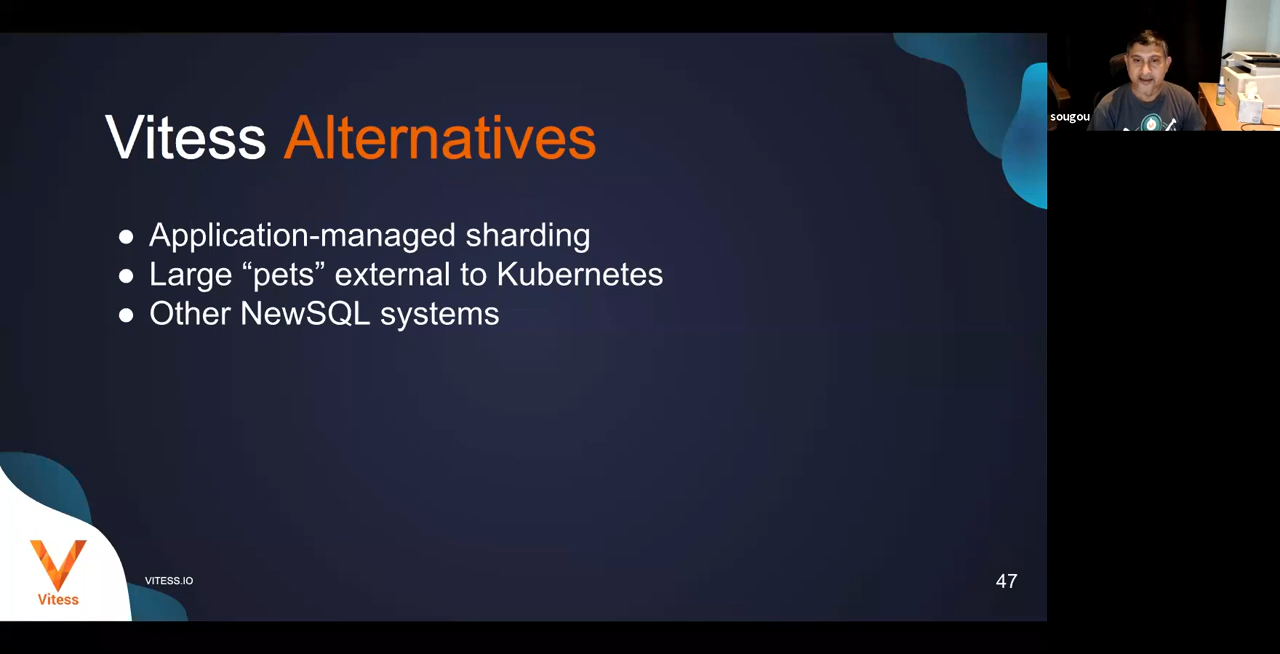 Vitess Alternatives
● Application-managed sharding
● Large “pets” external to Kubernetes
● Other NewSQL systems
Vitess
VITESS.IO
47
sougou